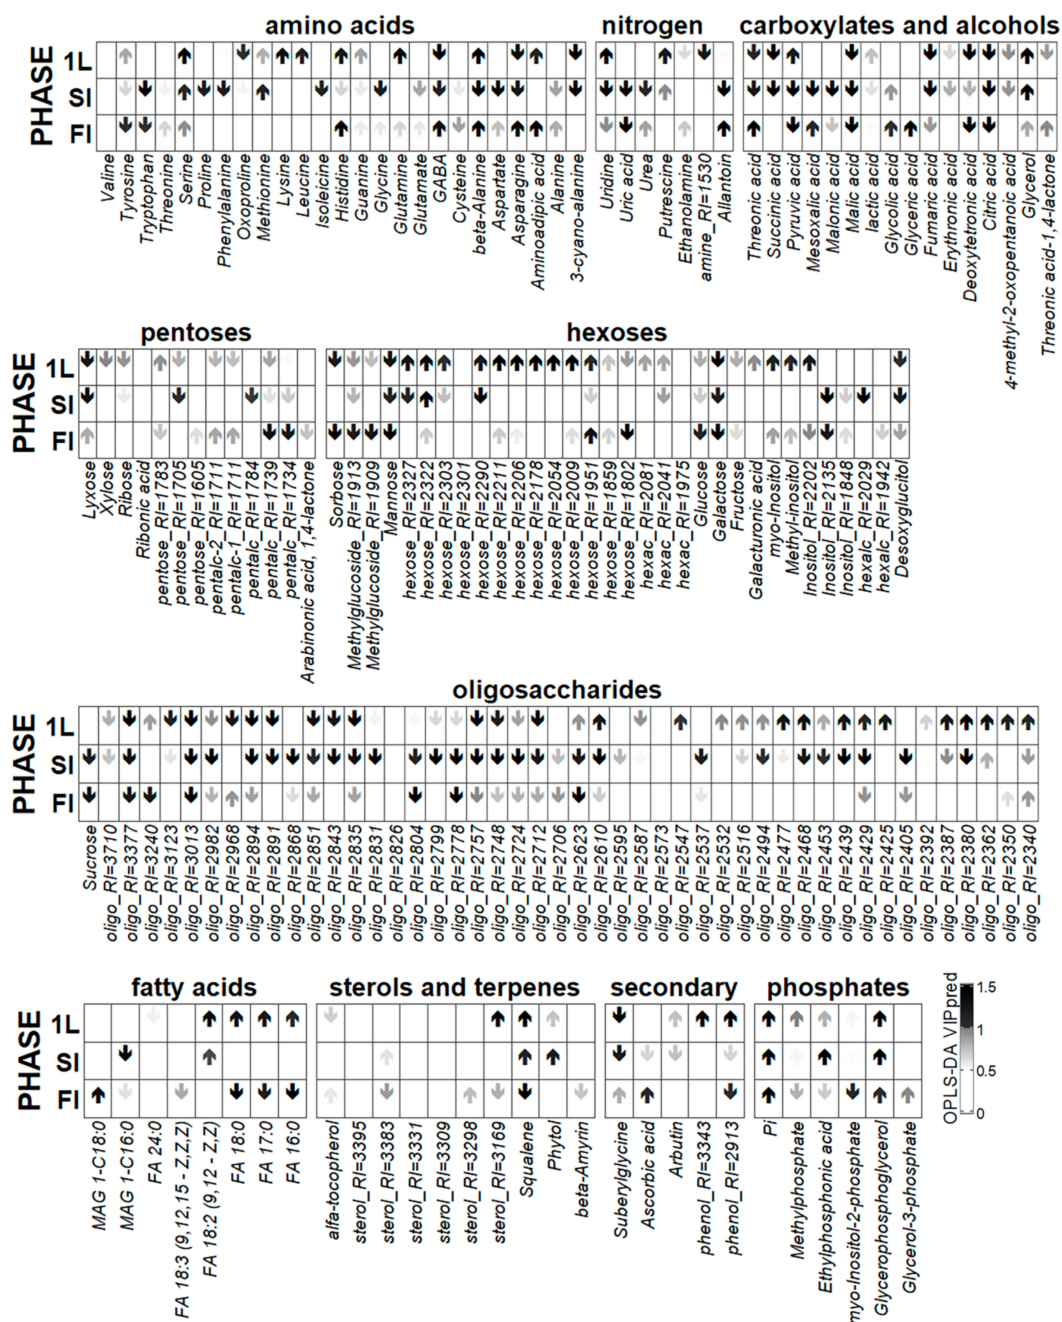 amino acids
nitrogen
carboxylates and alcohols
PHASE
1L
SI
FI
Valine
Tyrosine
Tryptophan
Threonine
Serine
Proline
Phenylalanine
Oxoproline
Methionine
Lysine
Leucine
Isoleicine
Histidine
Guanine
Glycine
Glutamine
Glutamate
GABA
Cysteine
beta-Alanine
Aspartate
Asparagine
Aminoadipic acid
Alanine
3-cyano-alanine
Uridine
Uric acid
Urea
Putrescine
Ethanolamine
amine_RI=1530
Allantoin
Threonic acid
Succinic acid
Pyruvic acid
Mesoxalic acid
Malonic acid
Malic acid
lactic acid
Glycolic acid
Glyceric acid
Fumaric acid
Erythronic acid
Deoxytetronic acid
Citric acid
4-methyl-2-oxopentanoic acid
Glycerol
Threonic acid-1,4-lactone
pentoses
hexoses
PHASE
1L
SI
FI
Lyxose
Xylose
Ribose
Ribonic acid
pentose_RI=1783
pentose_RI=1705
pentose_RI=1605
pentalc-2_RI=1711
pentalc-1_RI=1711
pentalc_RI=1784
pentalc_RI=1739
pentalc_RI=1734
Arabinonic acid, 1,4-lactone
Sorbose
Methylglucoside_RI=1913
Methylglucoside_RI=1909
Mannose
hexose_RI=2327
hexose_RI=2322
hexose_RI=2303
hexose_RI=2301
hexose_RI=2290
hexose_RI=2211
hexose_RI=2206
hexose_RI=2178
hexose_RI=2054
hexose_RI=2009
hexose_RI=1951
hexose_RI=1859
hexose_RI=1802
hexac_RI=2081
hexac_RI=2041
hexac_RI=1975
Glucose
Galactose
Fructose
Galacturonic acid
myo-Inositol
Methyl-inositol
Inositol_RI=2202
Inositol_RI=2135
Inositol_RI=1848
hexalc_RI=2029
hexalc_RI=1942
Desoxyglucitol
oligosaccharides
PHASE
1L
SI
FI
Sucrose
oligo_RI=3710
oligo_RI=3377
oligo_RI=3240
oligo_RI=3123
oligo_RI=3013
oligo_RI=2982
oligo_RI=2968
oligo_RI=2894
oligo_RI=2891
oligo_RI=2868
oligo_RI=2851
oligo_RI=2843
oligo_RI=2835
oligo_RI=2831
oligo_RI=2826
oligo_RI=2804
oligo_RI=2799
oligo_RI=2778
oligo_RI=2757
oligo_RI=2748
oligo_RI=2724
oligo_RI=2712
oligo_RI=2706
oligo_RI=2623
oligo_RI=2610
oligo_RI=2595
oligo_RI=2587
oligo_RI=2573
oligo_RI=2547
oligo_RI=2537
oligo_RI=2532
oligo_RI=2516
oligo_RI=2494
oligo_RI=2477
oligo_RI=2468
oligo_RI=2453
oligo_RI=2439
oligo_RI=2429
oligo_RI=2425
oligo_RI=2405
oligo_RI=2392
oligo_RI=2387
oligo_RI=2380
oligo_RI=2362
oligo_RI=2350
oligo_RI=2340
fatty acids
sterols and terpenes
secondary
phosphates
PHASE
1L
SI
FI
MAG 1-C18:0
MAG 1-C16:0
FA 24:0
FA 18:3 (9,12,15 - Z,Z,Z)
FA 18:2 (9,12 - Z,Z)
FA 18:0
FA 17:0
FA 16:0
alfa-tocopherol
sterol_RI=3395
sterol_RI=3383
sterol_RI=3331
sterol_RI=3309
sterol_RI=3298
sterol_RI=3169
Squalene
Phytol
beta-Amyrin
Suberylglycine
Ascorbic acid
Arbutin
phenol_RI=3343
phenol_RI=2913
Pi
Methylphosphate
Ethylphosphonic acid
myo-Inositol-2-phosphate
Glycerophosphoglycerol
Glycerol-3-phosphate
OPLS-DA VIPpred
1.5
1
0.5
0